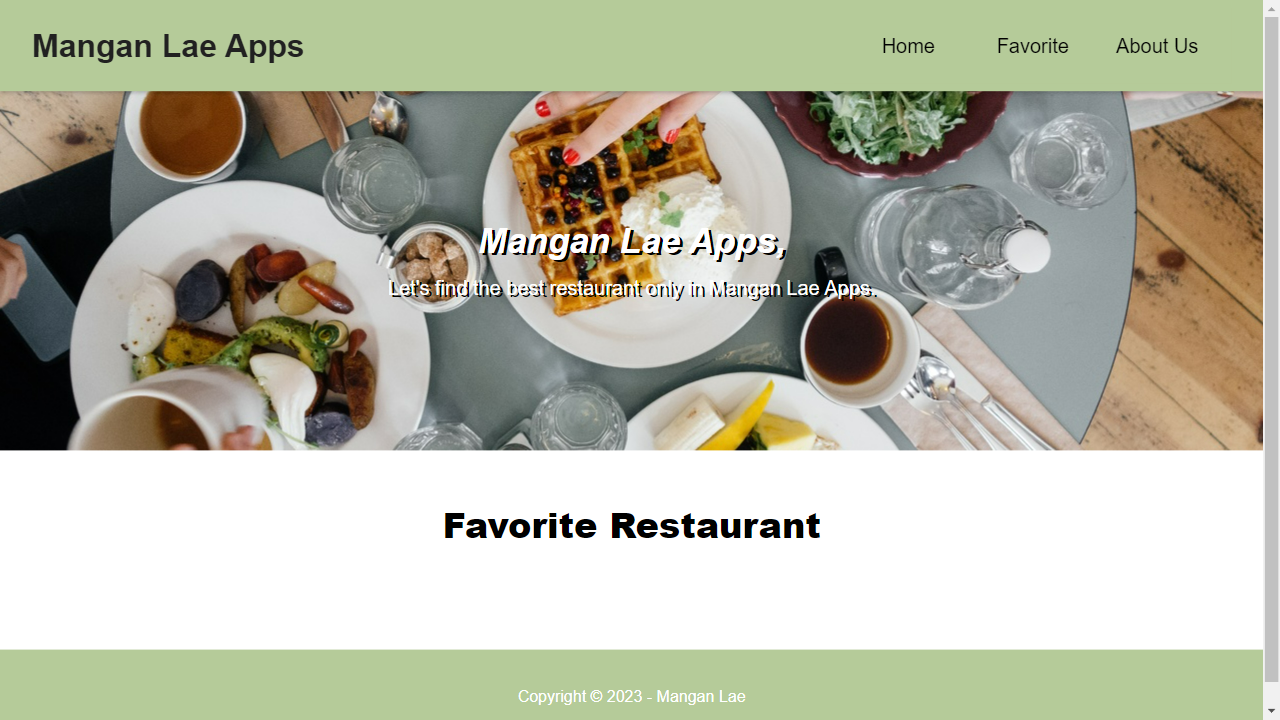 Mangan Lae Apps
Home Favorite About Us
Mangan Lae Apps,
Let's find the best restaurant only in Mangan Lae Apps.
Favorite Restaurant
Copyright © 2023 - Mangan Lae